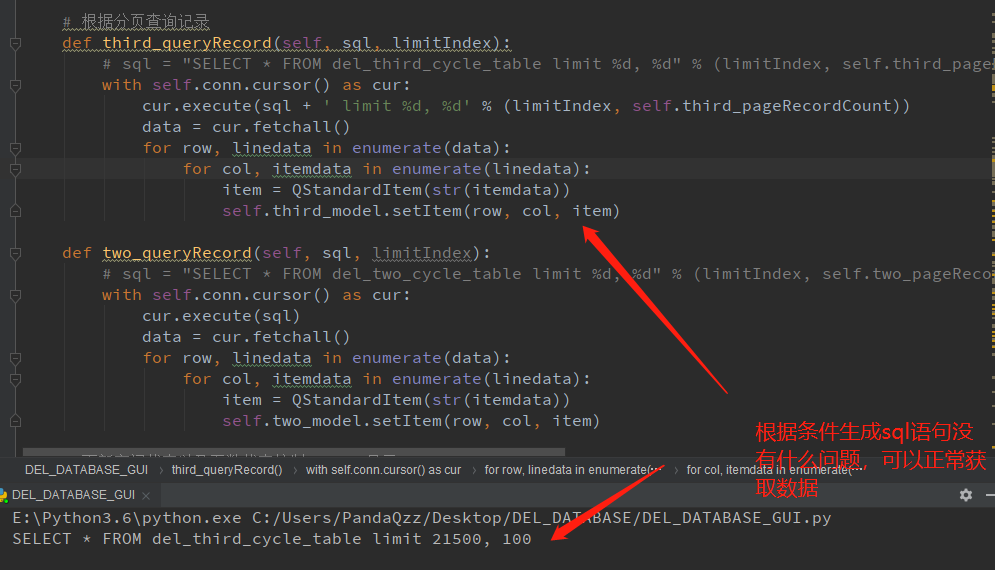 # 根据分页查询记录
def third_queryRecord(self, sql, limitIndex):
# sql = "SELECT * FROM del_third_cycle_table limit %d, %d" % (limitIndex, self.third_page
with self.conn.cursor() as cur:
cur.execute(sql + ' limit %d, %d' % (limitIndex, self.third_pageRecordCount))
data = cur.fetchall()
for row, linedata in enumerate(data):
for col, itemdata in enumerate(linedata):
item = QStandardItem(str(itemdata))
self.third_model.setItem(row, col, item)
def two_queryRecord(self, sql, limitIndex):
# sql = "SELECT * FROM del_two_cycle_table limit %d, %d" % (limitIndex, self.two_pageReco
with self.conn.cursor() as cur:
cur.execute(sql)
data = cur.fetchall()
for row, linedata in enumerate(data):
for col, itemdata in enumerate(linedata):
item = QStandardItem(str(itemdata))
self.two_model.setItem(row, col, item)
根据条件生成sql语句没
有什么问题，可以正常获
取数据
DEL_DATABASE_GUI › third_queryRecord() › with self.conn.cursor() as cur › for row, linedata in enumerate(··· › for col, itemdata in enumerate(···
DEL_DATABASE_GUI ×
E:\Python3.6\python.exe C:/Users/PandaQzz/Desktop/DEL_DATABASE/DEL_DATABASE_GUI.py
SELECT * FROM del_third_cycle_table limit 21500, 100